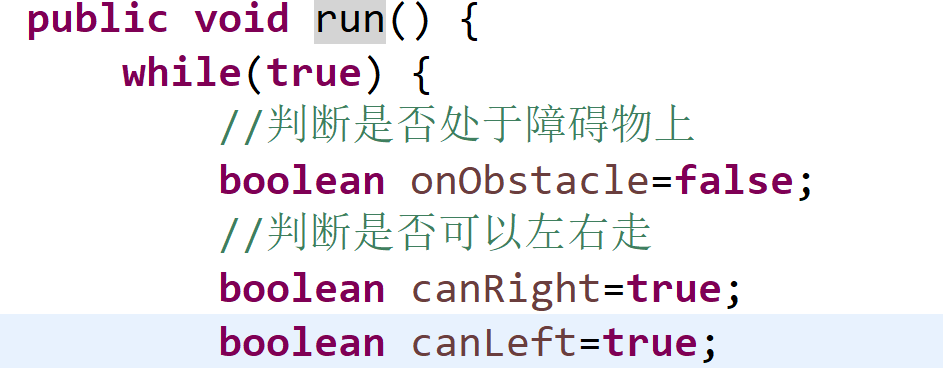 public void run() {
while(true) {
//判断是否处于障碍物上
boolean onObstacle=false;
//判断是否可以左右走
boolean canRight=true;
boolean canLeft=true;